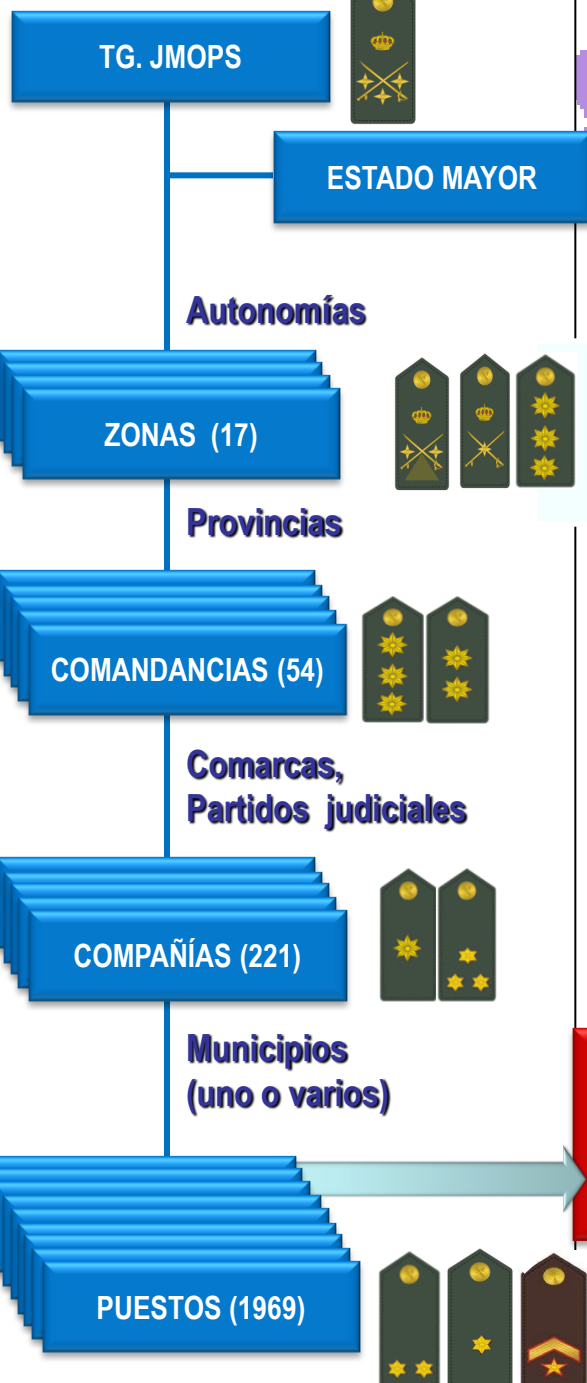 TG. JMOPS
ESTADO MAYOR
Autonomías
ZONAS (17)
Provincias
COMANDANCIAS (54)
Comarcas,
Partidos judiciales
COMPAÑÍAS (221)
Municipios
(uno o varios)
PUESTOS (1969)